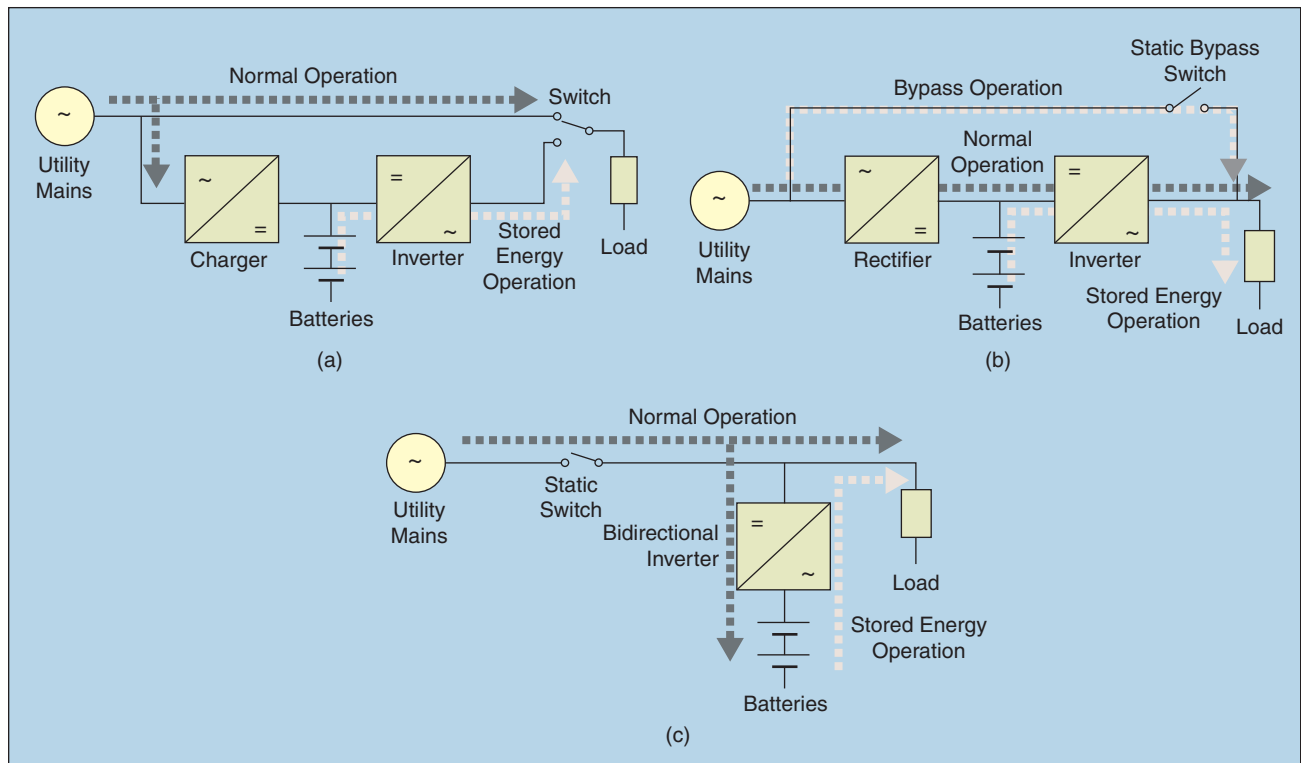 Normal Operation
Switch
~
Utility
Mains
~
=
Charger
=
~
Inverter
Stored
Energy
Operation
Load
Batteries
(a)
Static Bypass
Switch
Bypass Operation
Normal
Operation
~
Utility
Mains
~
=
Rectifier
=
~
Inverter
Batteries
Stored Energy
Operation
Load
(b)
Normal Operation
~
Utility
Mains
Static
Switch
Bidirectional
Inverter
=
~
Load
Stored Energy
Operation
Batteries
(c)